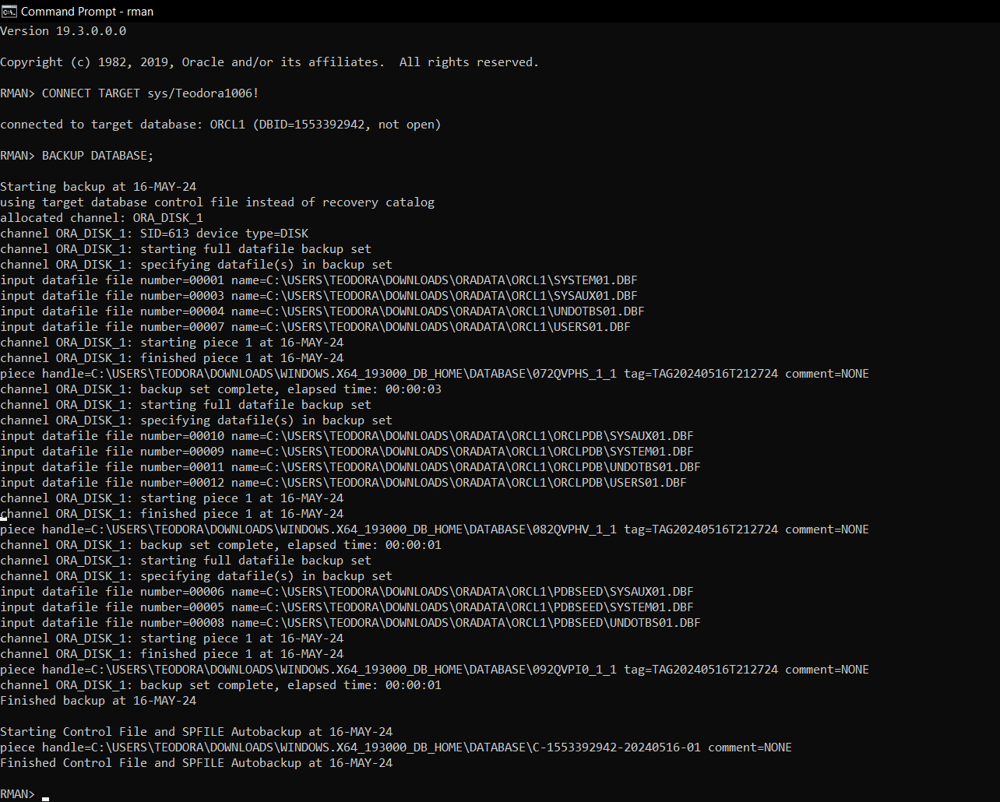 Command Prompt - rman
Version 19.3.0.0.0
Copyright (c) 1982, 2019, Oracle and/or its affiliates.  All rights reserved.
RMAN> CONNECT TARGET sys/Teodora1006!
connected to target database: ORCL1 (DBID=1553392942, not open)
RMAN> BACKUP DATABASE;
Starting backup at 16-MAY-24
using target database control file instead of recovery catalog
allocated channel: ORA_DISK_1
channel ORA_DISK_1: SID=613 device type=DISK
channel ORA_DISK_1: starting full datafile backup set
channel ORA_DISK_1: specifying datafile(s) in backup set
input datafile file number=00001 name=C:\USERS\TEODORA\DOWNLOADS\ORADATA\ORCL1\SYSTEM01.DBF
input datafile file number=00003 name=C:\USERS\TEODORA\DOWNLOADS\ORADATA\ORCL1\SYSAUX01.DBF
input datafile file number=00004 name=C:\USERS\TEODORA\DOWNLOADS\ORADATA\ORCL1\UNDOTBS01.DBF
input datafile file number=00007 name=C:\USERS\TEODORA\DOWNLOADS\ORADATA\ORCL1\USERS01.DBF
channel ORA_DISK_1: starting piece 1 at 16-MAY-24
channel ORA_DISK_1: finished piece 1 at 16-MAY-24
piece handle=C:\USERS\TEODORA\DOWNLOADS\WINDOWS.X64_193000_DB_HOME\DATABASE\072QVPHS_1_1 tag=TAG20240516T212724 comment=NONE
channel ORA_DISK_1: backup set complete, elapsed time: 00:00:03
channel ORA_DISK_1: starting full datafile backup set
channel ORA_DISK_1: specifying datafile(s) in backup set
input datafile file number=00010 name=C:\USERS\TEODORA\DOWNLOADS\ORADATA\ORCL1\ORCLPDB\SYSAUX01.DBF
input datafile file number=00009 name=C:\USERS\TEODORA\DOWNLOADS\ORADATA\ORCL1\ORCLPDB\SYSTEM01.DBF
input datafile file number=00011 name=C:\USERS\TEODORA\DOWNLOADS\ORADATA\ORCL1\ORCLPDB\UNDOTBS01.DBF
input datafile file number=00012 name=C:\USERS\TEODORA\DOWNLOADS\ORADATA\ORCL1\ORCLPDB\USERS01.DBF
channel ORA_DISK_1: starting piece 1 at 16-MAY-24
channel ORA_DISK_1: finished piece 1 at 16-MAY-24
piece handle=C:\USERS\TEODORA\DOWNLOADS\WINDOWS.X64_193000_DB_HOME\DATABASE\082QVPHV_1_1 tag=TAG20240516T212724 comment=NONE
channel ORA_DISK_1: backup set complete, elapsed time: 00:00:01
channel ORA_DISK_1: starting full datafile backup set
channel ORA_DISK_1: specifying datafile(s) in backup set
input datafile file number=00006 name=C:\USERS\TEODORA\DOWNLOADS\ORADATA\ORCL1\PDBSEED\SYSAUX01.DBF
input datafile file number=00005 name=C:\USERS\TEODORA\DOWNLOADS\ORADATA\ORCL1\PDBSEED\SYSTEM01.DBF
input datafile file number=00008 name=C:\USERS\TEODORA\DOWNLOADS\ORADATA\ORCL1\PDBSEED\UNDOTBS01.DBF
channel ORA_DISK_1: starting piece 1 at 16-MAY-24
channel ORA_DISK_1: finished piece 1 at 16-MAY-24
piece handle=C:\USERS\TEODORA\DOWNLOADS\WINDOWS.X64_193000_DB_HOME\DATABASE\092QVPI0_1_1 tag=TAG20240516T212724 comment=NONE
channel ORA_DISK_1: backup set complete, elapsed time: 00:00:01
Finished backup at 16-MAY-24
Starting Control File and SPFILE Autobackup at 16-MAY-24
piece handle=C:\USERS\TEODORA\DOWNLOADS\WINDOWS.X64_193000_DB_HOME\DATABASE\C-1553392942-20240516-01 comment=NONE
Finished Control File and SPFILE Autobackup at 16-MAY-24
RMAN>